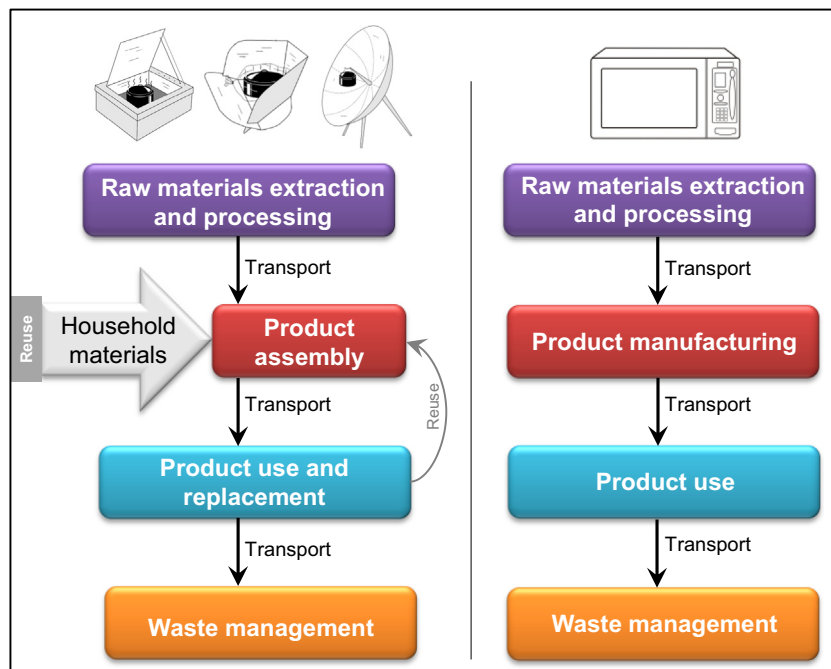 Raw materials extraction
and processing
Transport
Reuse
Household
materials
Product
assembly
Transport
Reuse
Product use and
replacement
Transport
Waste management
Raw materials extraction
and processing
Transport
Product manufacturing
Transport
Product use
Transport
Waste management